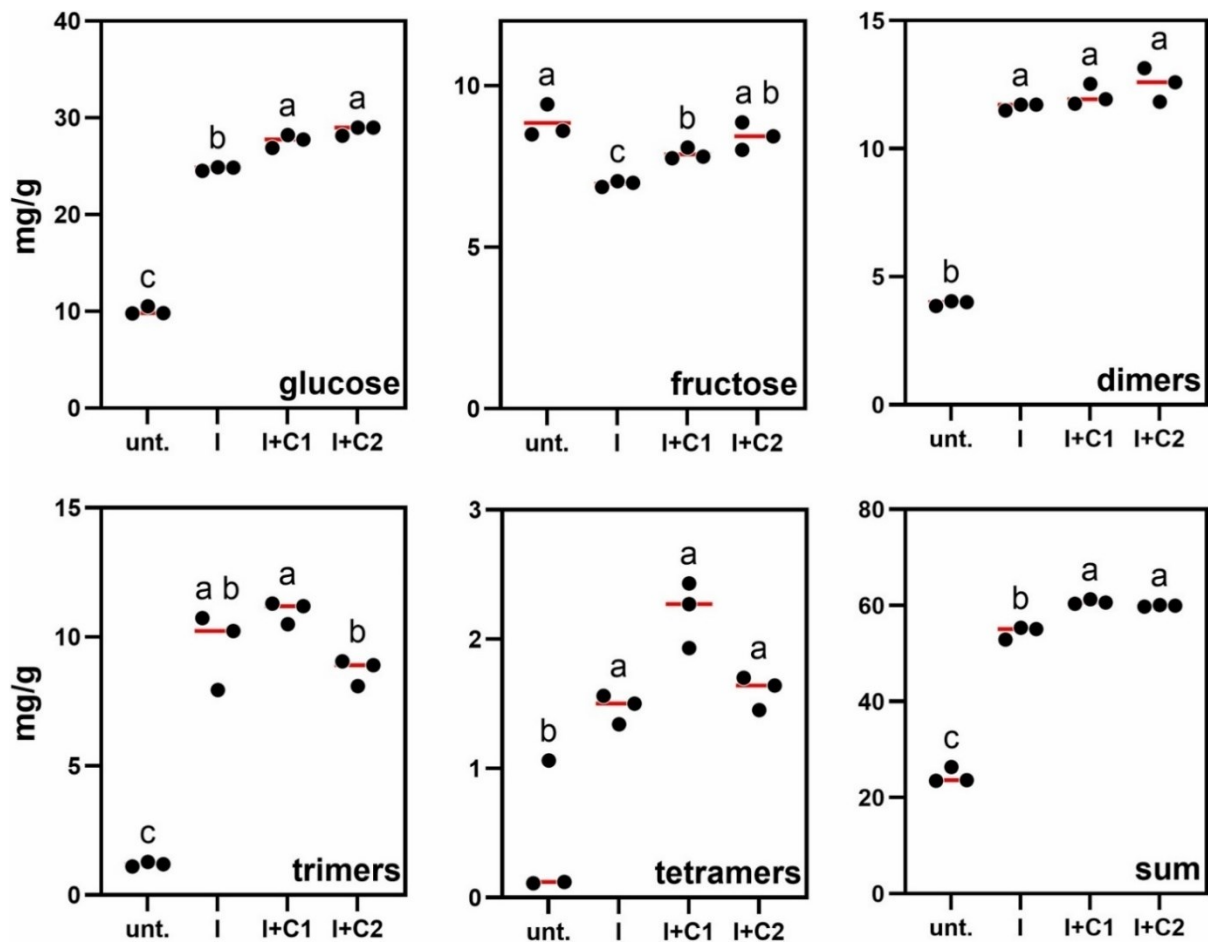 mg/g
40
30
20
10
0
c
b
a
a
glucose
unt. I I+C1 I+C2
10
5
0
a
c
b
a b
fructose
unt. I I+C1 I+C2
15
10
5
0
b
a
a
a
dimers
unt. I I+C1 I+C2
mg/g
15
10
5
0
c
a b
a
b
trimers
unt. I I+C1 I+C2
3
2
1
0
b
a
a
a
tetramers
unt. I I+C1 I+C2
80
60
40
20
0
c
b
a
a
sum
unt. I I+C1 I+C2